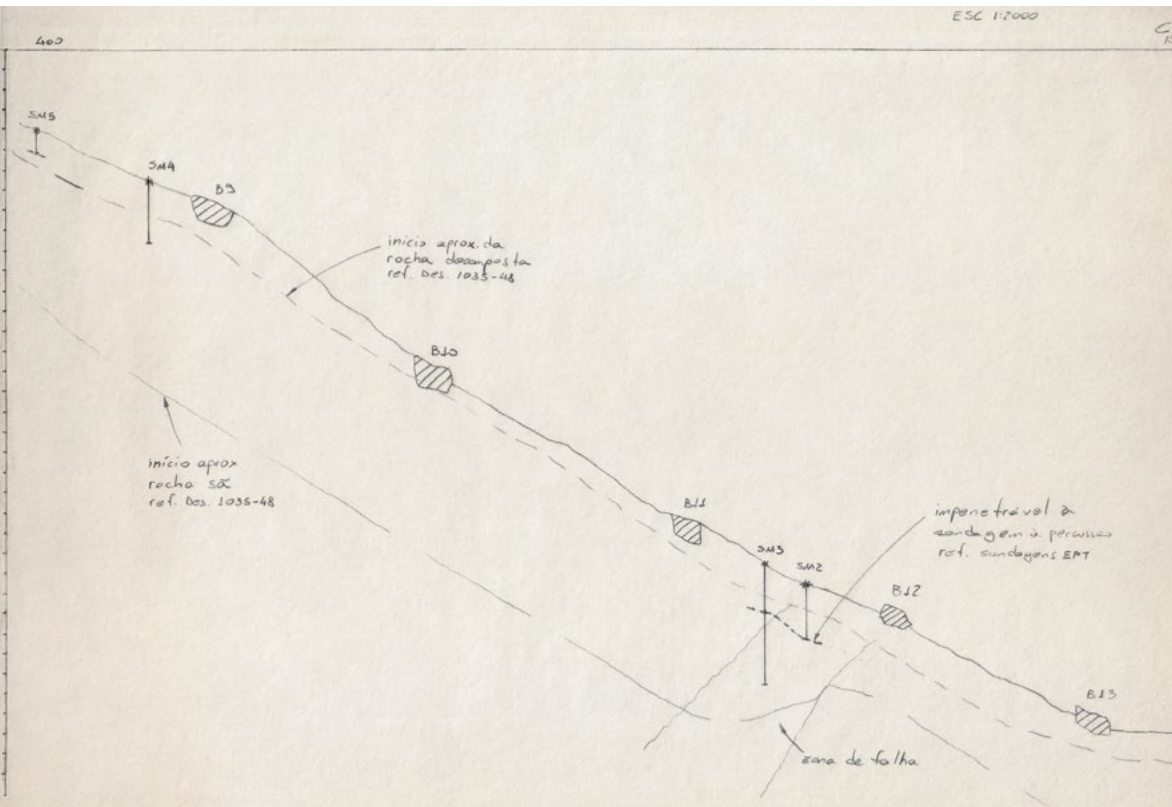 ESC 1:2000
400
SM5
SM4
B9
início aprox. da
rocha decomposta
ref. Des. 1035-48
B10
início aprox
rocha sã
ref. Des. 1035-48
B11
impenetrável à
sondagem à percussão
ref. sondagens EPT
SM3
SM2
B12
B13
zona de falha